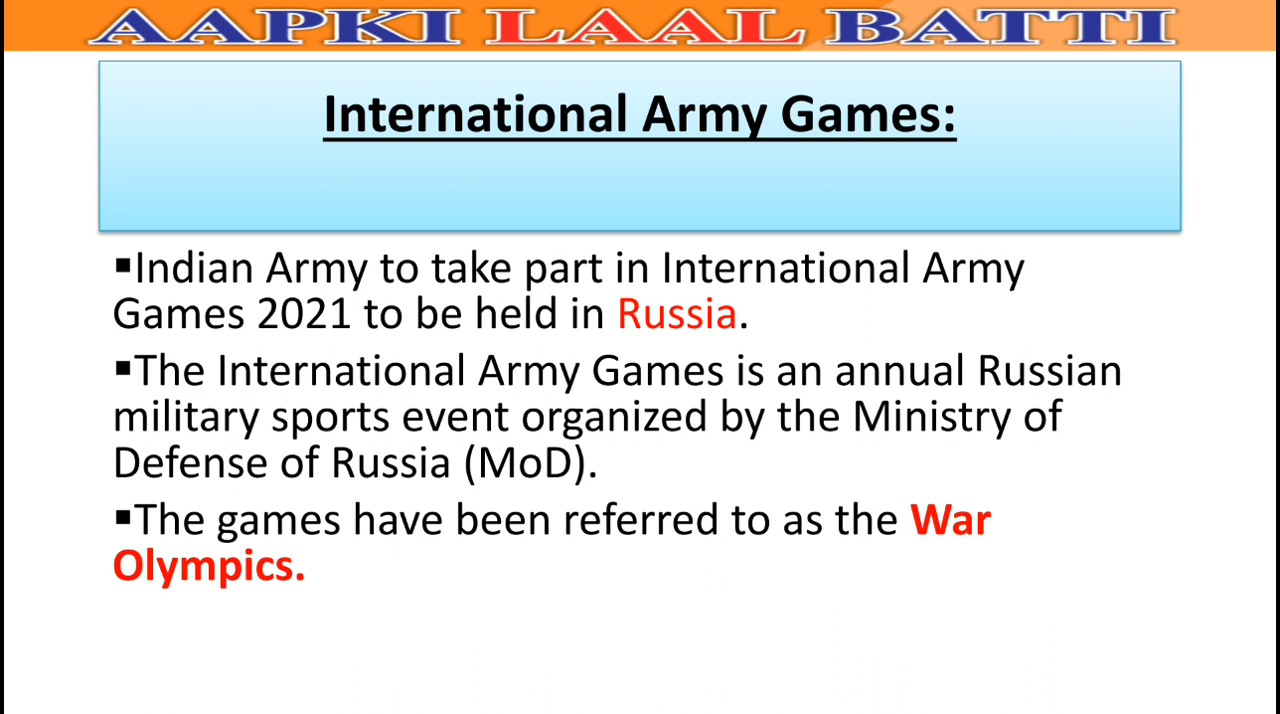 AAPKI LAAL BATTI
International Army Games:
▪Indian Army to take part in International Army
Games 2021 to be held in Russia.
▪The International Army Games is an annual Russian
military sports event organized by the Ministry of
Defense of Russia (MoD).
▪The games have been referred to as the War
Olympics.